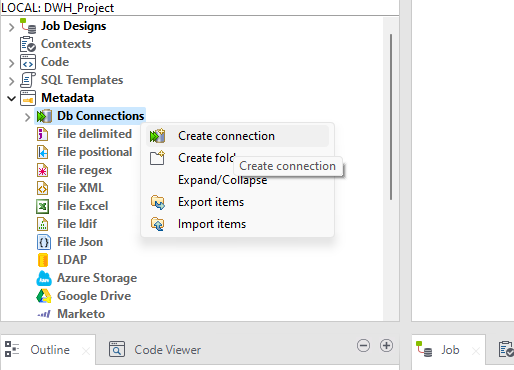 LOCAL: DWH_Project
Job Designs
Contexts
Code
SQL Templates
Metadata
Db Connections
File delimited
Create connection
File positional
Create fold
Create connection
File regex
Expand/Collapse
File XML
File Excel
Export items
File ldif
Import items
File Json
LDAP
Azure Storage
Google Drive
Marketo
Outline
Code Viewer
Job